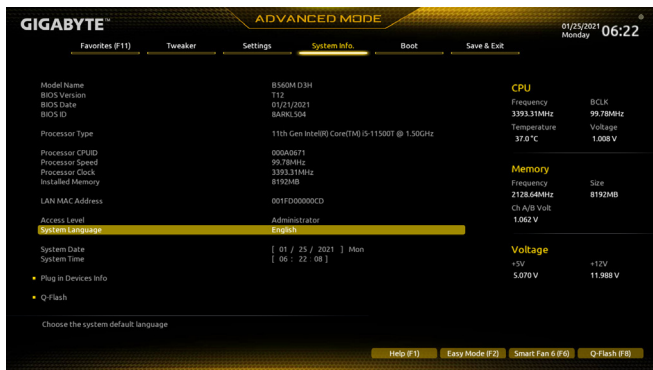 GIGABYTE™
ADVANCED MODE
01/25/2021 Monday 06:22
Favorites (F11) Tweaker Settings System Info. Boot Save & Exit
Model Name B560M D3H
BIOS Version T12
BIOS Date 01/21/2021
BIOS ID 8ARKL504
Processor Type 11th Gen Intel(R) Core(TM) i5-11500T @ 1.50GHz
Processor CPUID 000A0671
Processor Speed 99.78MHz
Processor Clock 3393.31MHz
Installed Memory 8192MB
LAN MAC Address 001FD00000CD
Access Level Administrator
System Language English
System Date [ 01 / 25 / 2021 ] Mon
System Time [ 06 : 22 : 08 ]
Plug in Devices Info
Q-Flash
Choose the system default language
CPU
Frequency BCLK
3393.31MHz 99.78MHz
Temperature Voltage
37.0 °C 1.008 V
Memory
Frequency Size
2128.64MHz 8192MB
Ch A/B Volt
1.062 V
Voltage
+5V +12V
5.070 V 11.988 V
Help (F1) Easy Mode (F2) Smart Fan 6 (F6) Q-Flash (F8)